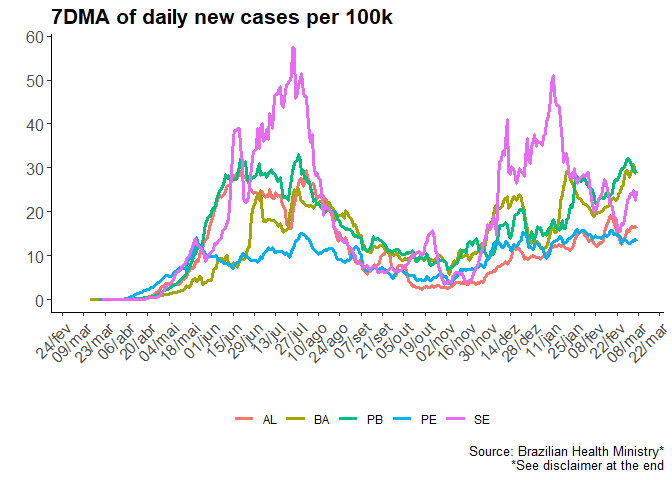 7DMA of daily new cases per 100k
60
50
40
30
20
10
0
24/fev
09/mar
23/mar
06/abr
20/abr
04/mai
18/mai
01/jun
15/jun
29/jun
13/jul
27/jul
10/ago
24/ago
07/set
21/set
05/out
19/out
02/nov
16/nov
30/nov
14/dez
28/dez
11/jan
25/jan
08/fev
22/fev
08/mar
22/mar
AL BA PB PE SE
Source: Brazilian Health Ministry*
*See disclaimer at the end